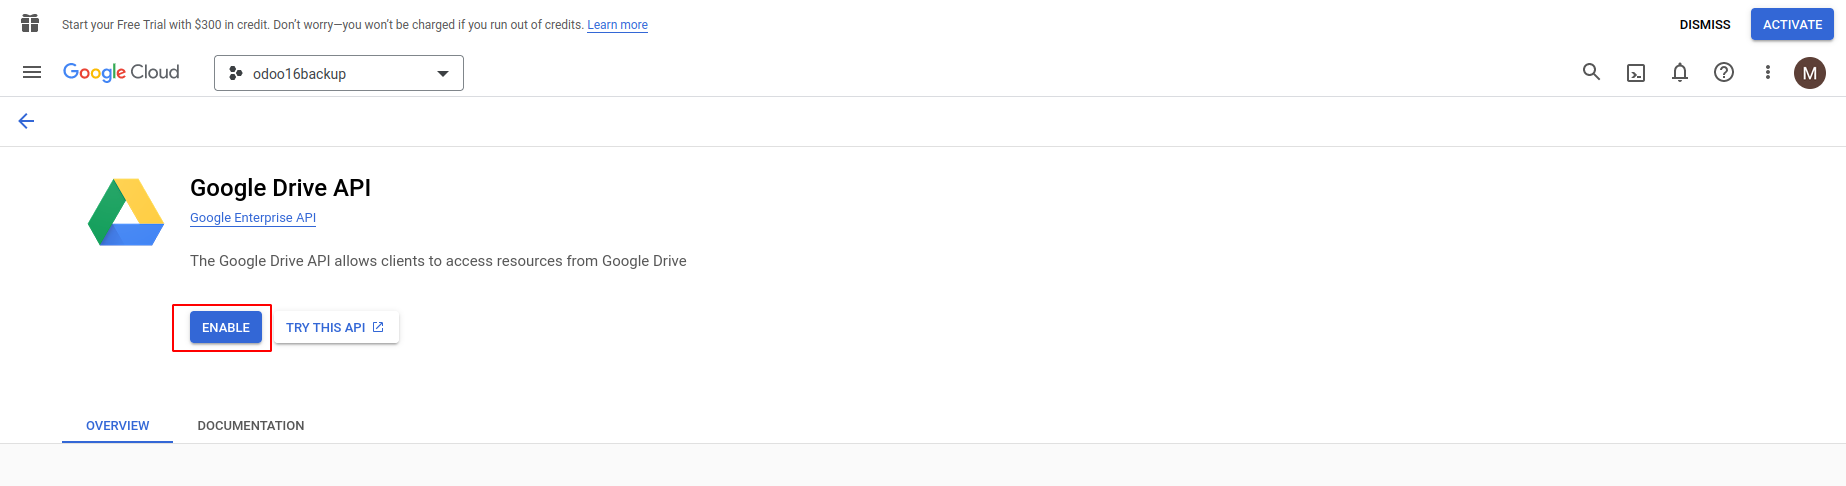 Start your Free Trial with $300 in credit. Don't worry—you won't be charged if you run out of credits. Learn more
DISMISS
ACTIVATE
Google Cloud
odoo16backup
M
Google Drive API
Google Enterprise API
The Google Drive API allows clients to access resources from Google Drive
ENABLE
TRY THIS API
OVERVIEW
DOCUMENTATION